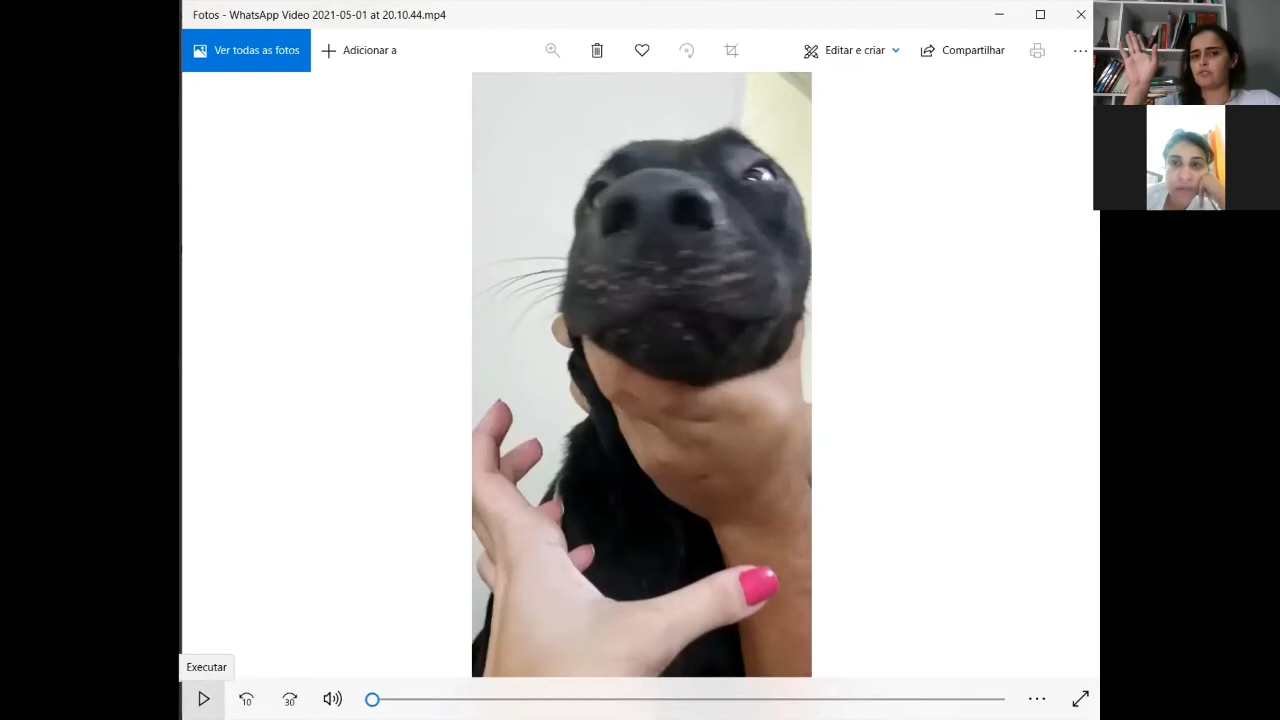 Fotos - WhatsApp Video 2021-05-01 at 20.10.44.mp4
Ver todas as fotos
Adicionar a
Editar e criar
Compartilhar
Executar
10
30